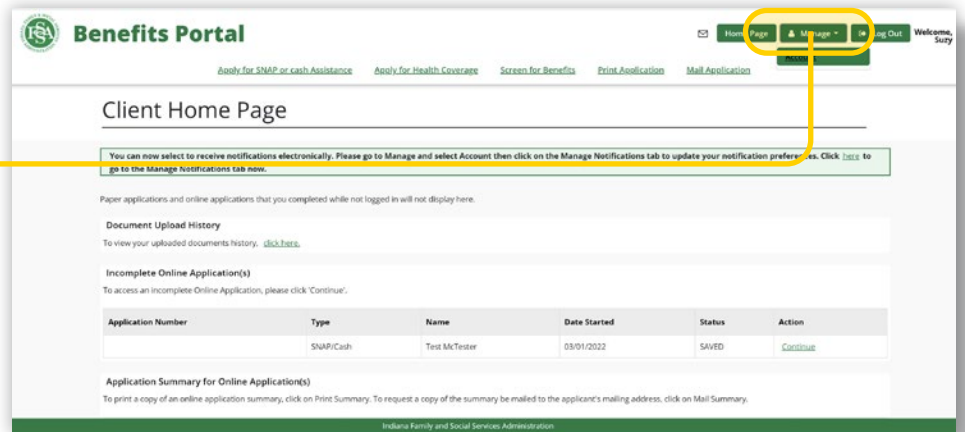 FSSA
Benefits Portal
Home Page
Manage
Log Out
Welcome,
Suzy
Account
Apply for SNAP or cash Assistance
Apply for Health Coverage
Screen for Benefits
Print Application
Mail Application
Client Home Page
You can now select to receive notifications electronically. Please go to Manage and select Account then click on the Manage Notifications tab to update your notification preferences. Click here to
go to the Manage Notifications tab now.
Paper applications and online applications that you completed while not logged in will not display here.
Document Upload History
To view your uploaded documents history, click here.
Incomplete Online Application(s)
To access an incomplete Online Application, please click 'Continue'.
Application Number Type Name Date Started Status Action
SNAP/Cash Test McTester 03/01/2022 SAVED Continue
Application Summary for Online Application(s)
To print a copy of an online application summary, click on Print Summary. To request a copy of the summary be mailed to the applicant's mailing address, click on Mail Summary.
Indiana Family and Social Services Administration